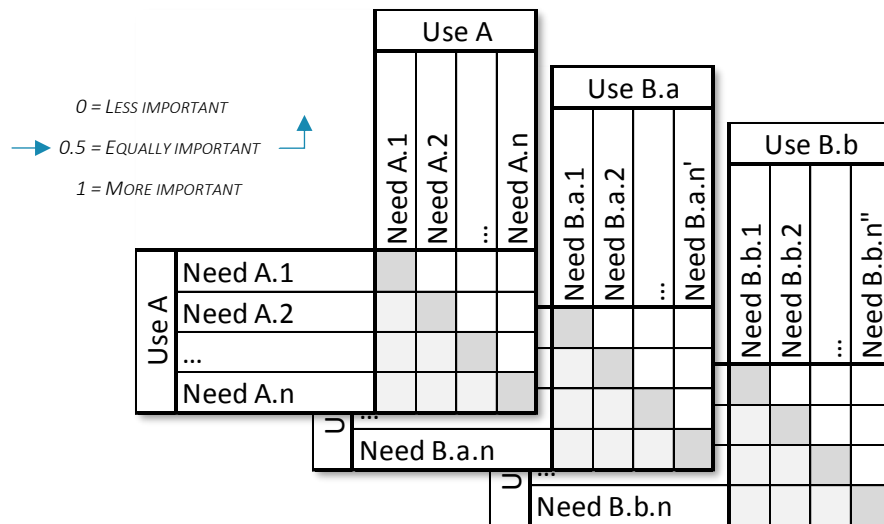 Use A
0 = LESS IMPORTANT
0.5 = EQUALLY IMPORTANT
1 = MORE IMPORTANT
Need A.1
Need A.2
...
Need A.n
Use A
Need A.1
Need A.2
...
Need A.n
Use B.a
Need B.a.1
Need B.a.2
...
Need B.a.n'
U
...
Need B.a.n
Use B.b
Need B.b.1
Need B.b.2
...
Need B.b.n"
U
...
Need B.b.n